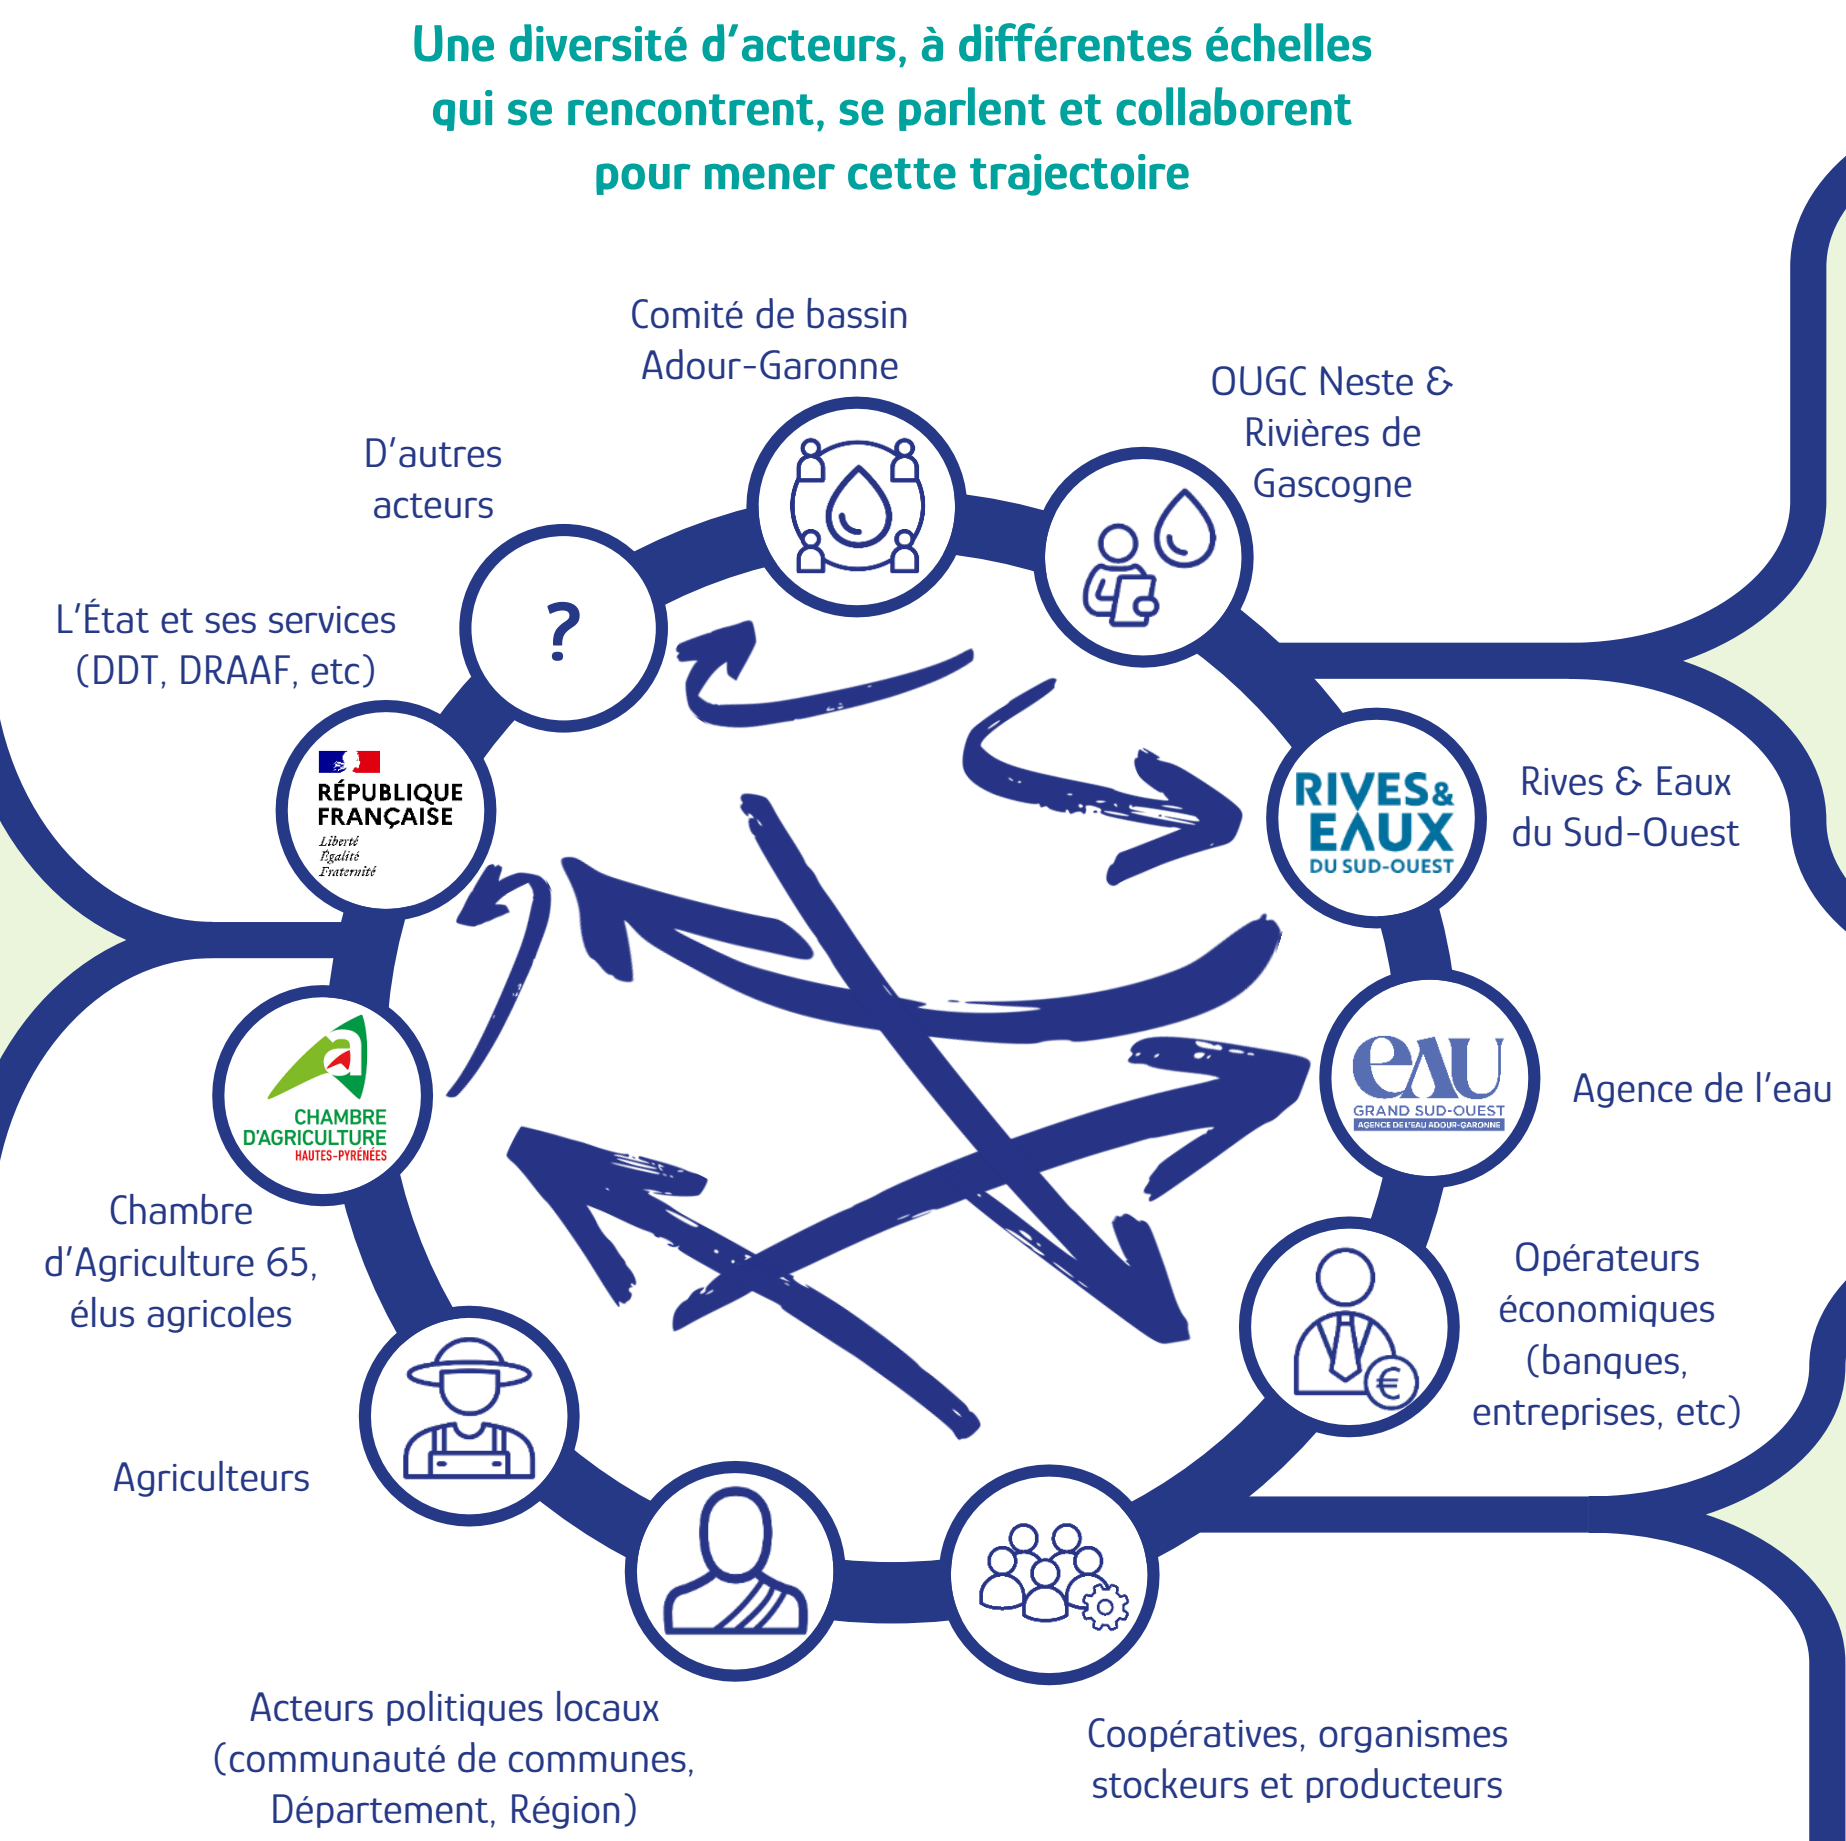 Une diversité d'acteurs, à différentes échelles
qui se rencontrent, se parlent et collaborent
pour mener cette trajectoire
Comité de bassin
Adour-Garonne
OUGC Neste &
Rivières de
Gascogne
D'autres
acteurs
?
L'État et ses services
(DDT, DRAAF, etc)
RÉPUBLIQUE
FRANÇAISE
Liberté
Égalité
Fraternité
RIVES&
EAUX
DU SUD-OUEST
Rives & Eaux
du Sud-Ouest
a
CHAMBRE
D'AGRICULTURE
HAUTES-PYRÉNÉES
eAU
GRAND SUD-OUEST
AGENCE DE L'EAU ADOUR-GARONNE
Agence de l'eau
Chambre
d'Agriculture 65,
élus agricoles
€
Opérateurs
économiques
(banques,
entreprises, etc)
Agriculteurs
Acteurs politiques locaux
(communauté de communes,
Département, Région)
Coopératives, organismes
stockeurs et producteurs